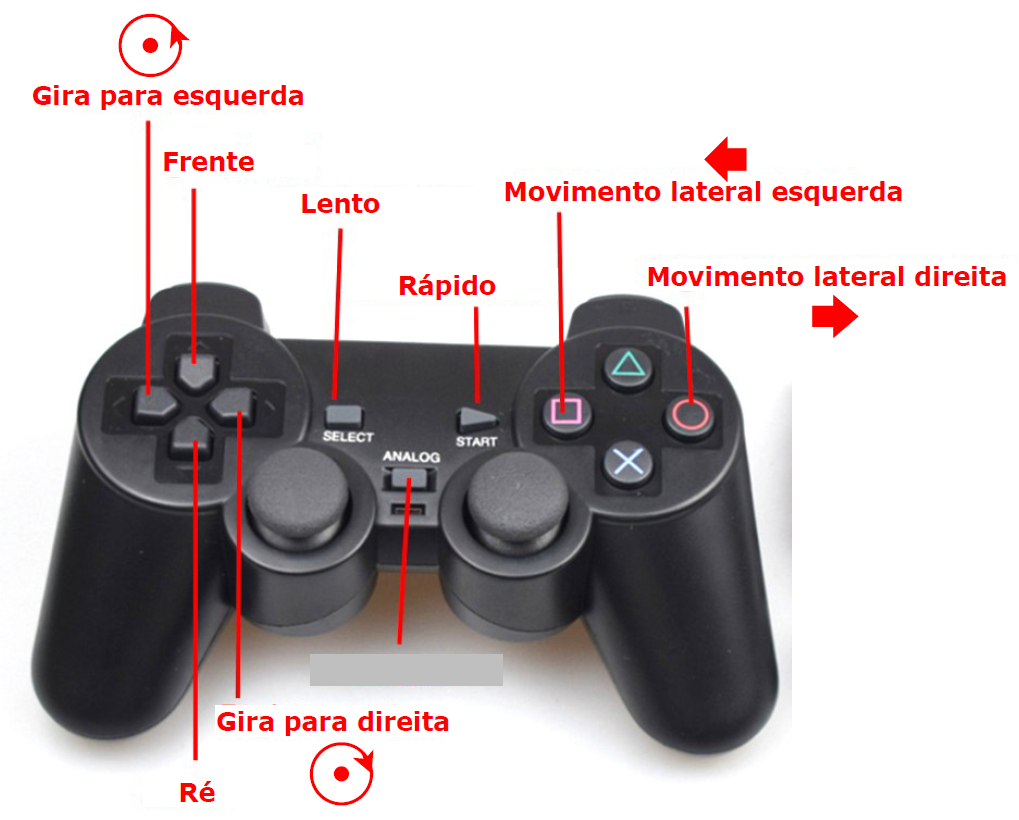 Gira para esquerda
Frente
Lento
Movimento lateral esquerda
Rápido
Movimento lateral direita
SELECT
START
ANALOG
Gira para direita
Ré